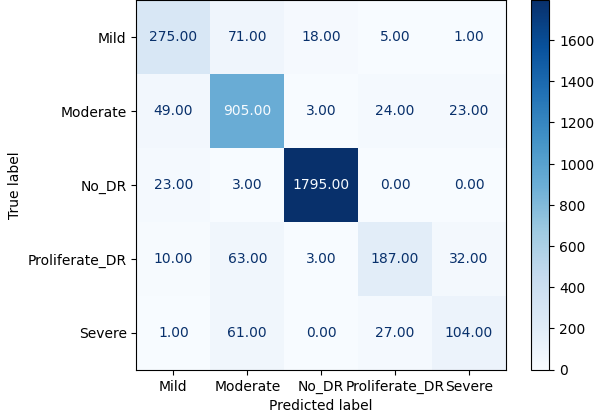 Mild 275.00 71.00 18.00 5.00 1.00
Moderate 49.00 905.00 3.00 24.00 23.00
No_DR 23.00 3.00 1795.00 0.00 0.00
Proliferate_DR 10.00 63.00 3.00 187.00 32.00
Severe 1.00 61.00 0.00 27.00 104.00
Mild Moderate No_DR Proliferate_DR Severe
Predicted label
True label
1600
1400
1200
1000
800
600
400
200
0